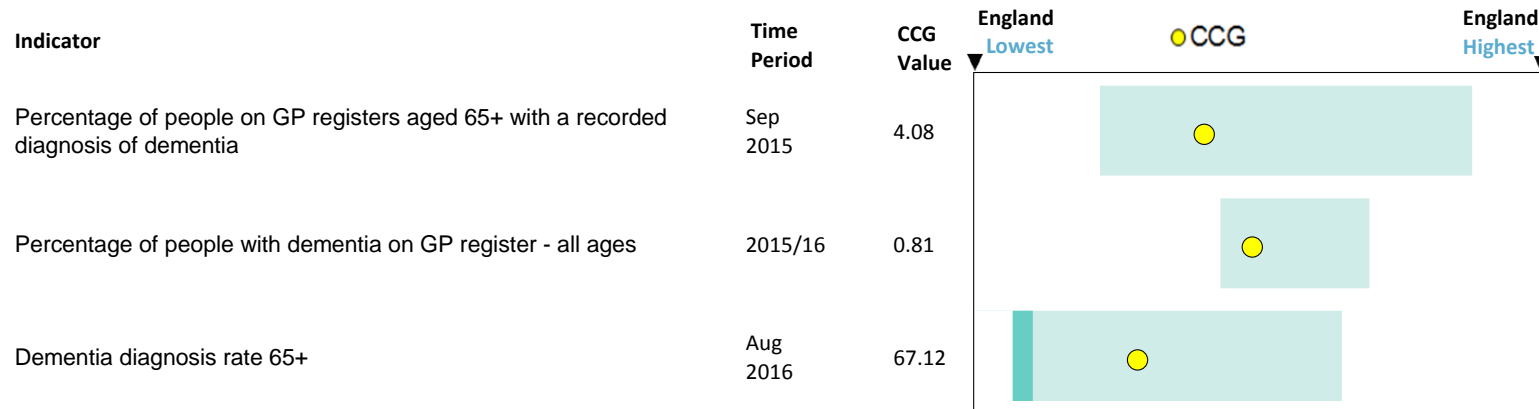 Indicator
Time Period
CCG Value
England Lowest
CCG
England Highest
Percentage of people on GP registers aged 65+ with a recorded
diagnosis of dementia
Sep 2015
4.08
Percentage of people with dementia on GP register - all ages
2015/16
0.81
Dementia diagnosis rate 65+
Aug 2016
67.12